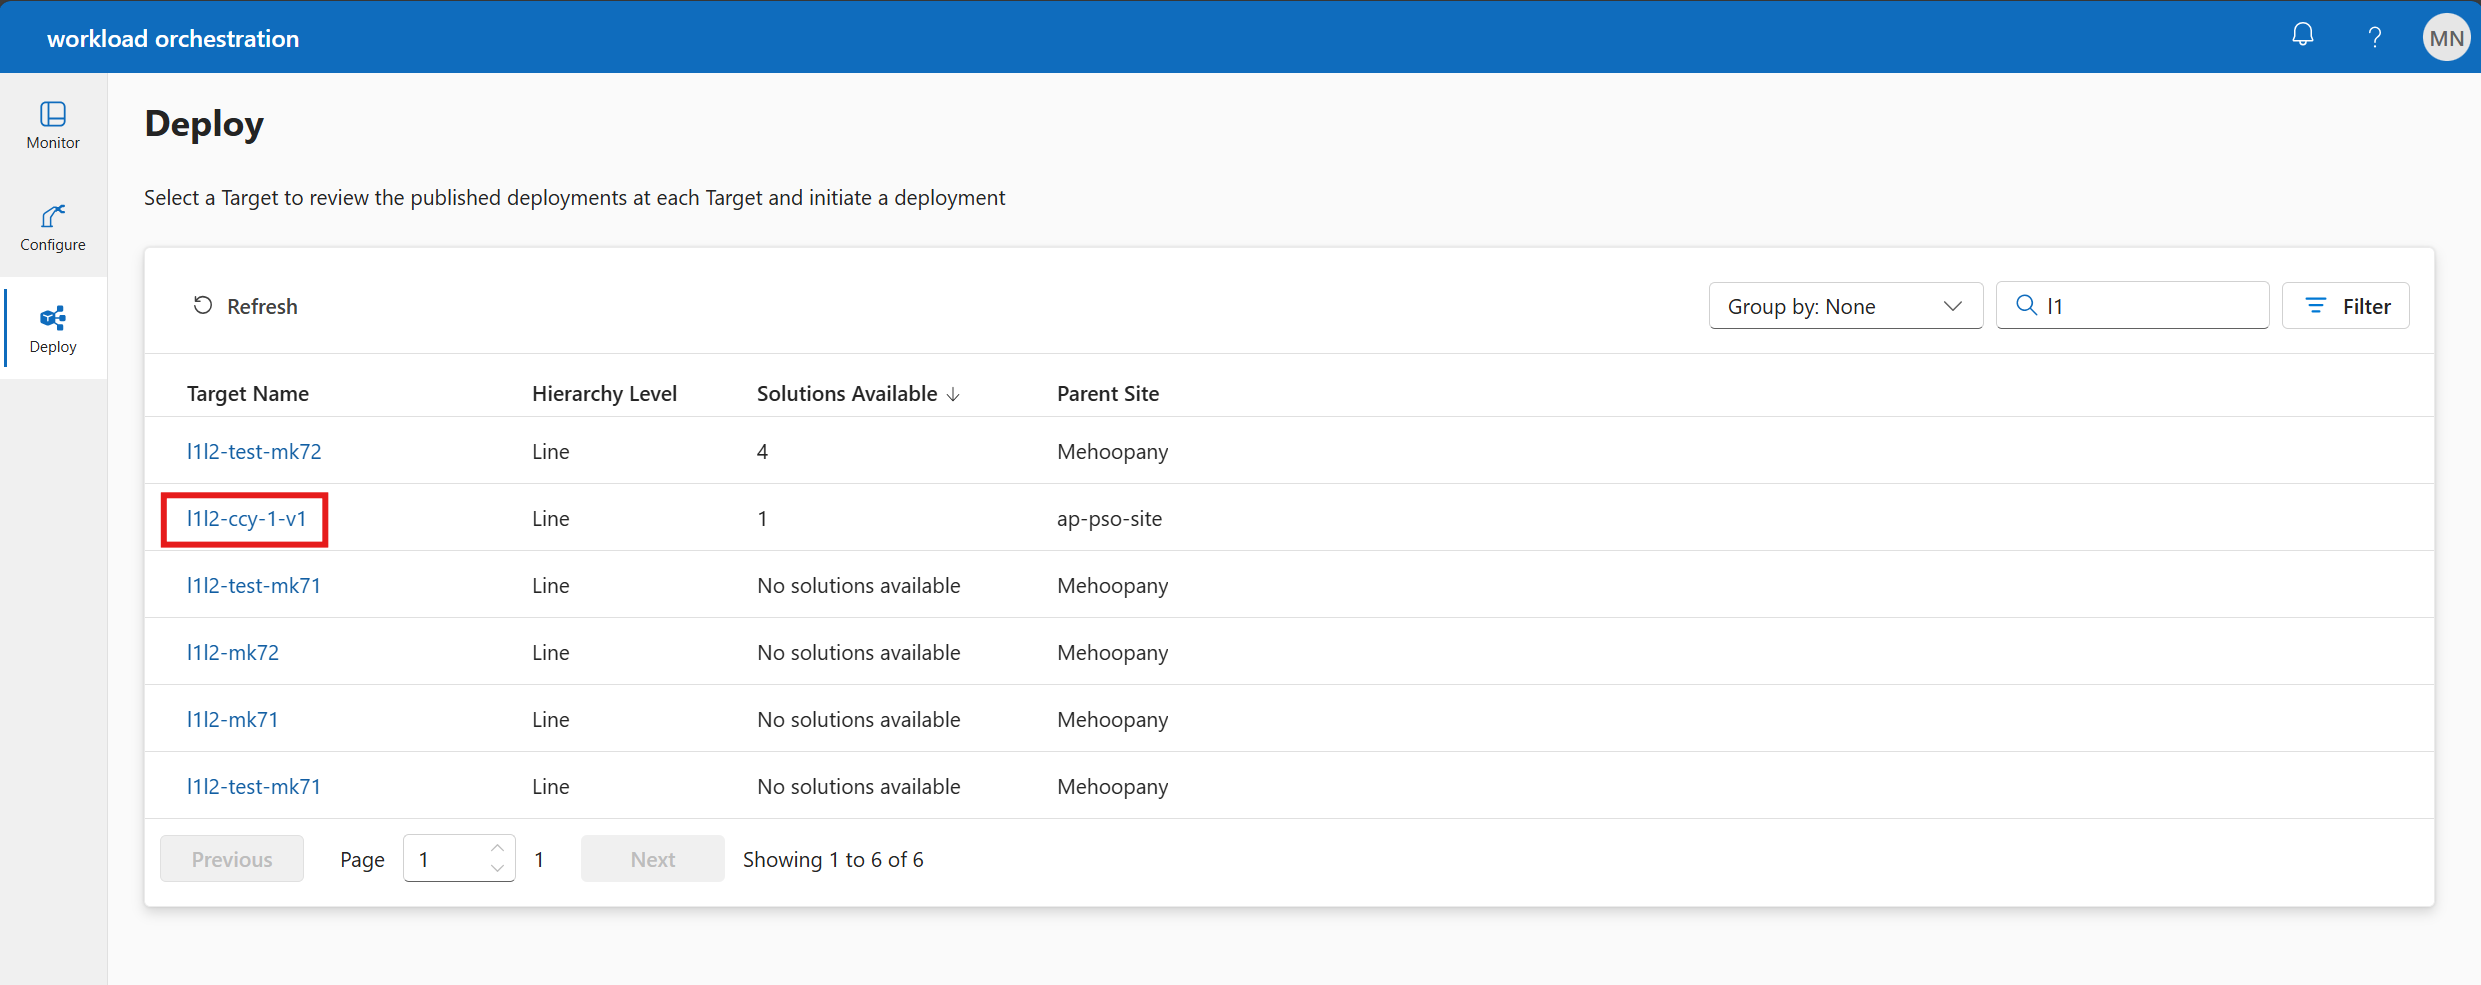 workload orchestration
MN
Monitor
Configure
Deploy
Deploy
Select a Target to review the published deployments at each Target and initiate a deployment
Refresh
Group by: None
l1
Filter
Target Name Hierarchy Level Solutions Available ↓ Parent Site
l1l2-test-mk72 Line 4 Mehoopany
l1l2-ccy-1-v1 Line 1 ap-pso-site
l1l2-test-mk71 Line No solutions available Mehoopany
l1l2-mk72 Line No solutions available Mehoopany
l1l2-mk71 Line No solutions available Mehoopany
l1l2-test-mk71 Line No solutions available Mehoopany
Previous Page 1 1 Next Showing 1 to 6 of 6